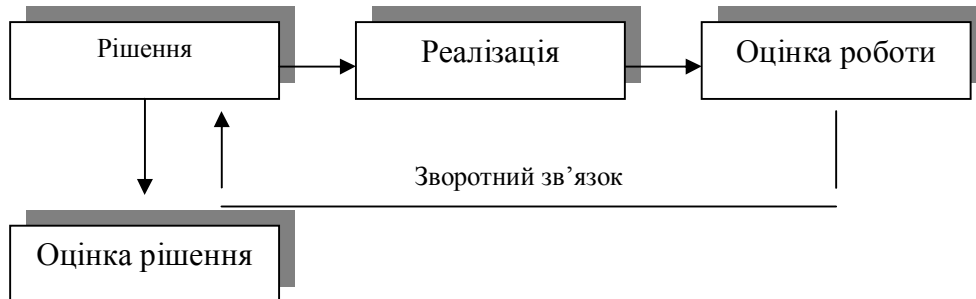 Рішення
Реалізація
Оцінка роботи
Зворотний зв’язок
Оцінка рішення